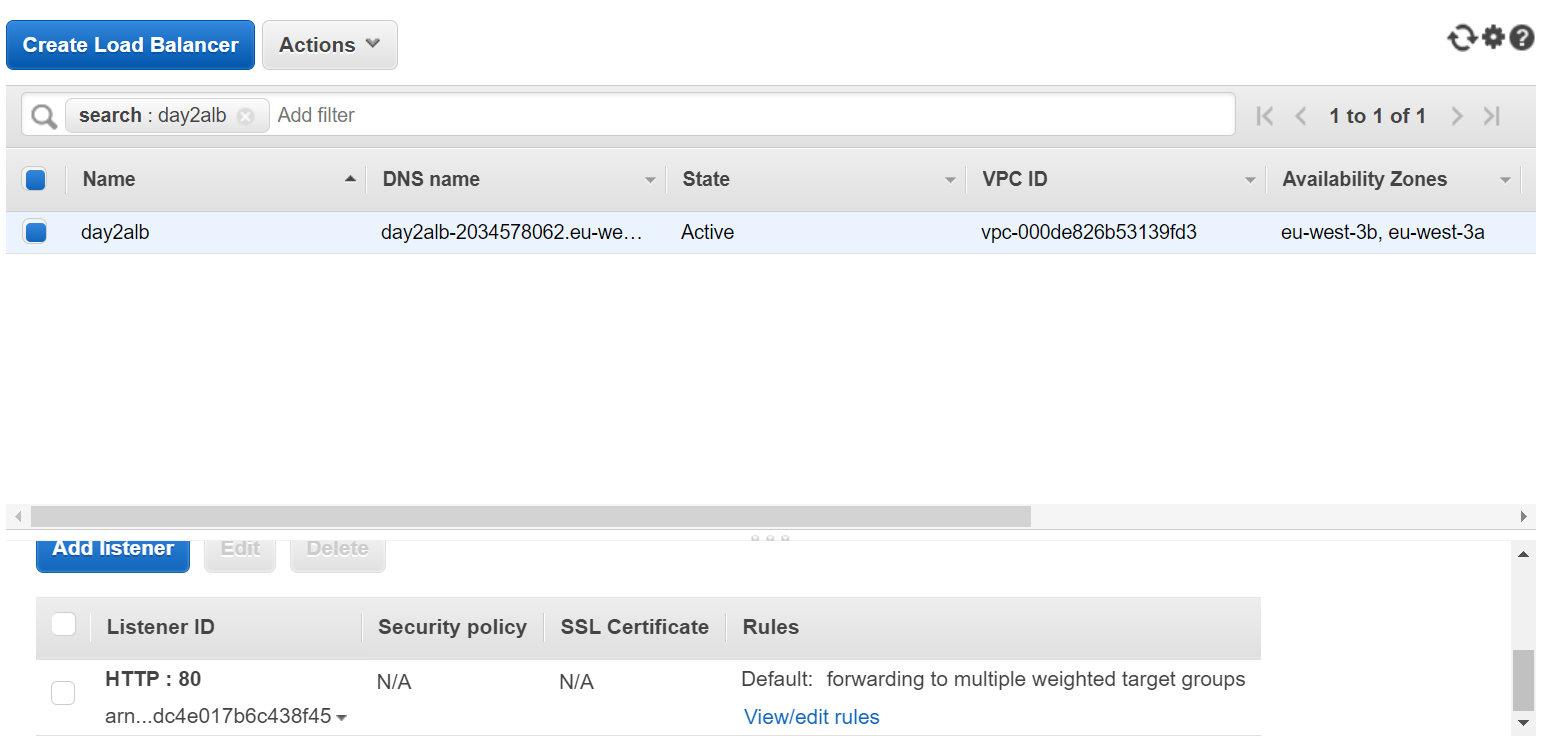 Create Load Balancer Actions
search : day2alb Add filter 1 to 1 of 1
Name DNS name State VPC ID Availability Zones
day2alb day2alb-2034578062.eu-we… Active vpc-000de826b53139fd3 eu-west-3b, eu-west-3a
Add listener Edit Delete
Listener ID Security policy SSL Certificate Rules
HTTP : 80 N/A N/A Default: forwarding to multiple weighted target groups
arn...dc4e017b6c438f45 View/edit rules